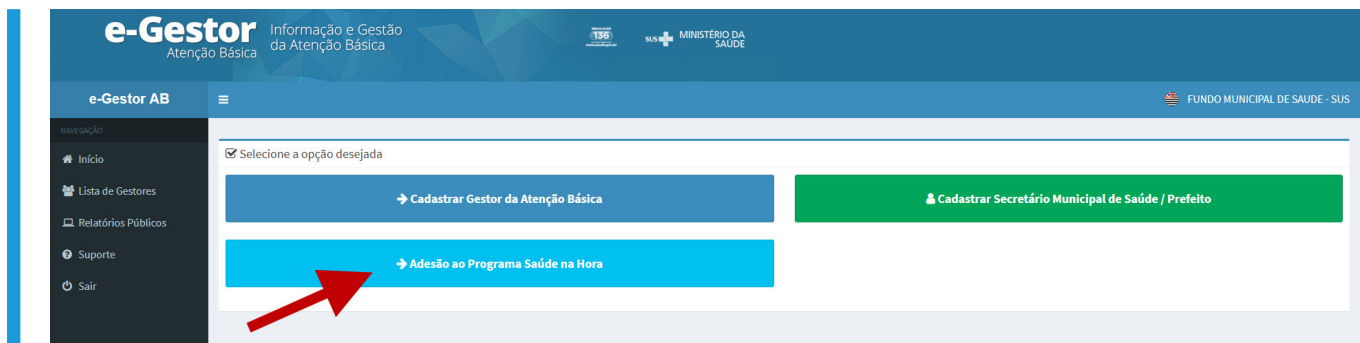 e-Gestor
Atenção Básica
Informação e Gestão
da Atenção Básica
136
SUS
MINISTÉRIO DA
SAÚDE
e-Gestor AB
FUNDO MUNICIPAL DE SAUDE - SUS
NAVEGAÇÃO
Início
Lista de Gestores
Relatórios Públicos
Suporte
Sair
Selecione a opção desejada
Cadastrar Gestor da Atenção Básica
Cadastrar Secretário Municipal de Saúde / Prefeito
Adesão ao Programa Saúde na Hora